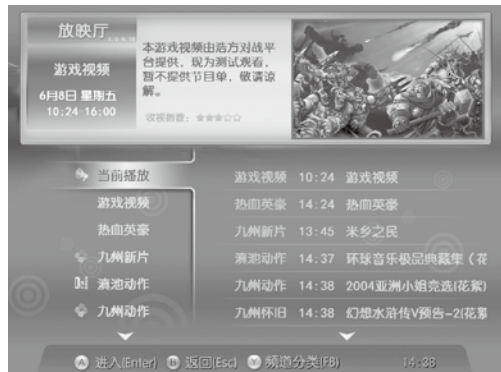 放映厅
游戏视频
6月8日 星期五
10:24-16:00
本游戏视频由浩方对战平
台提供，现为测试观看，
暂不提供节目单，敬请谅
解。
收视指数：★★★☆☆
当前播放
游戏视频
热血英豪
九州新片
滇池动作
九州动作
游戏视频 10:24 游戏视频
热血英豪 14:24 热血英豪
九州新片 13:45 米乡之民
滇池动作 14:37 环球音乐极品典藏集（花
九州动作 14:38 2004亚洲小姐竞选(花絮)
九州怀旧 14:38 幻想水浒传V预告-2(花絮
进入(Enter) 返回(Esc) 频道分类(F8) 14:38